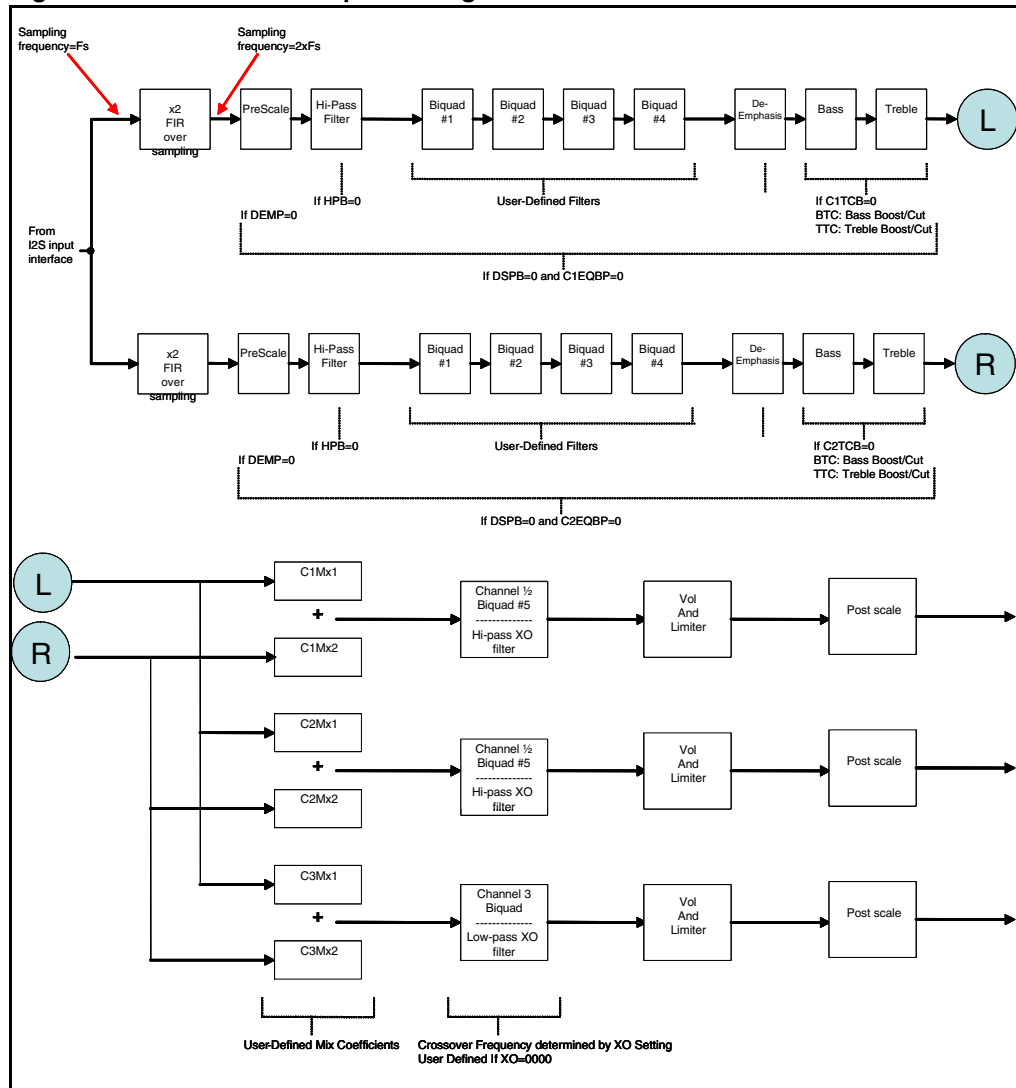 Sampling
frequency=Fs
Sampling
frequency=2xFs
x2
FIR
over
sampling
PreScale
Hi-Pass
Filter
Biquad
#1
Biquad
#2
Biquad
#3
Biquad
#4
De-
Emphasis
Bass
Treble
L
If HPB=0
User-Defined Filters
If C1TCB=0
BTC: Bass Boost/Cut
TTC: Treble Boost/Cut
If DEMP=0
From
I2S input
interface
If DSPB=0 and C1EQBP=0
x2
FIR
over
sampling
PreScale
Hi-Pass
Filter
Biquad
#1
Biquad
#2
Biquad
#3
Biquad
#4
De-
Emphasis
Bass
Treble
R
If HPB=0
User-Defined Filters
If C2TCB=0
BTC: Bass Boost/Cut
TTC: Treble Boost/Cut
If DEMP=0
If DSPB=0 and C2EQBP=0
L
R
C1Mx1
+
C1Mx2
Channel ½
Biquad #5
---------------
Hi-pass XO
filter
Vol
And
Limiter
Post scale
C2Mx1
+
C2Mx2
Channel ½
Biquad #5
---------------
Hi-pass XO
filter
Vol
And
Limiter
Post scale
C3Mx1
+
C3Mx2
Channel 3
Biquad
---------------
Low-pass XO
filter
Vol
And
Limiter
Post scale
User-Defined Mix Coefficients
Crossover Frequency determined by XO Setting
User Defined If XO=0000